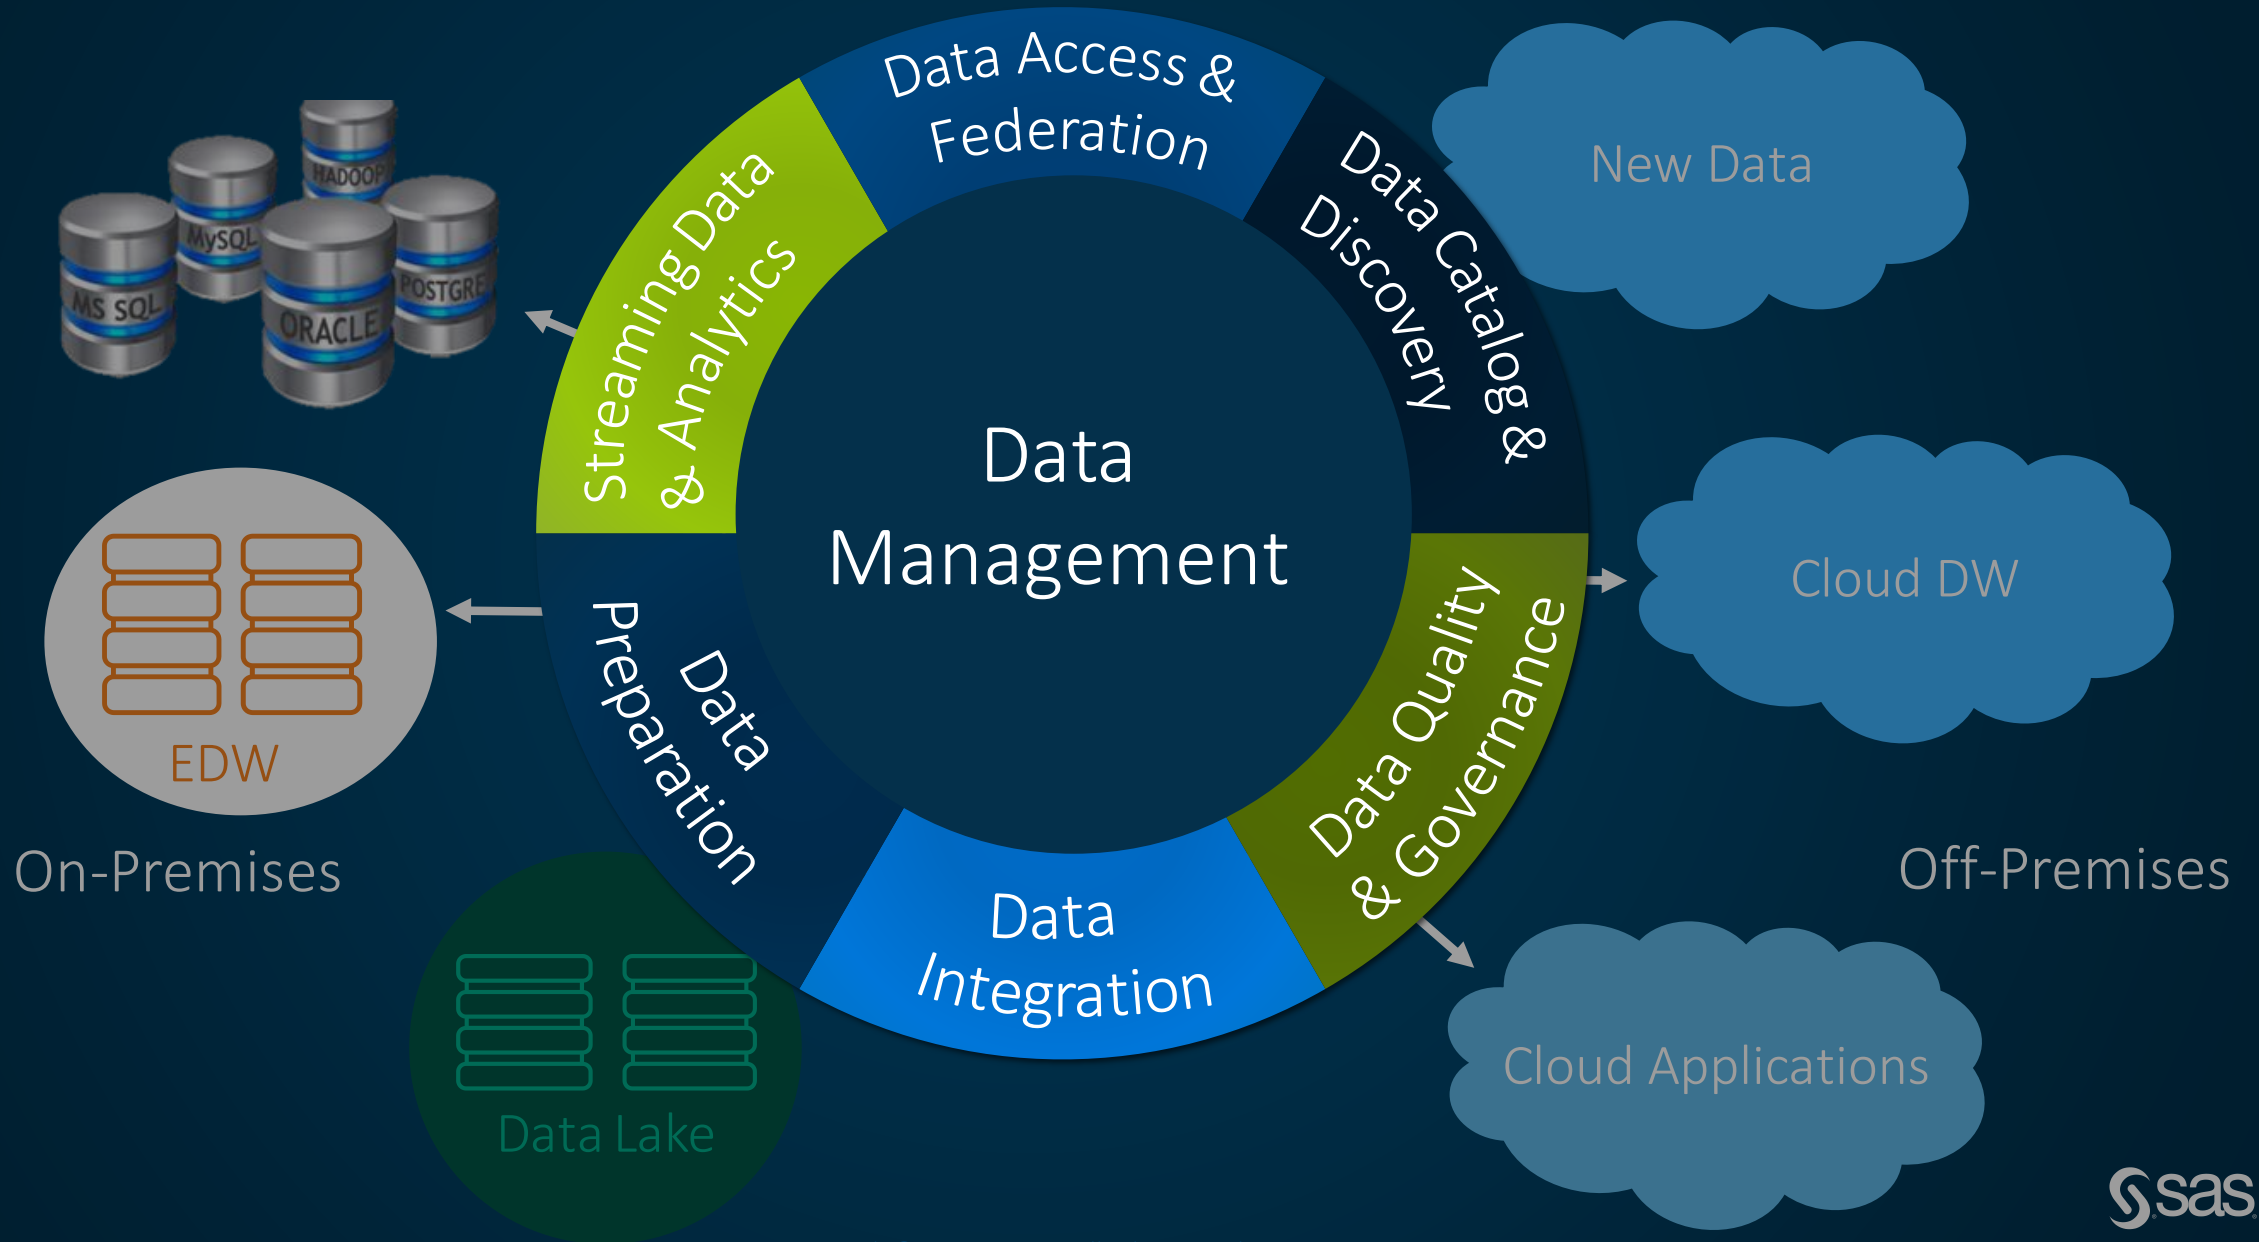 Data Access &
Federation
Data Catalog &
Discovery
New Data
Streaming Data
& Analytics
HADOOP
MySQL
MS SQL
POSTGRE
ORACLE
Data
Management
Cloud DW
Data Quality
& Governance
Data
Preparation
EDW
On-Premises
Off-Premises
Data
Integration
Cloud Applications
Data Lake
sas